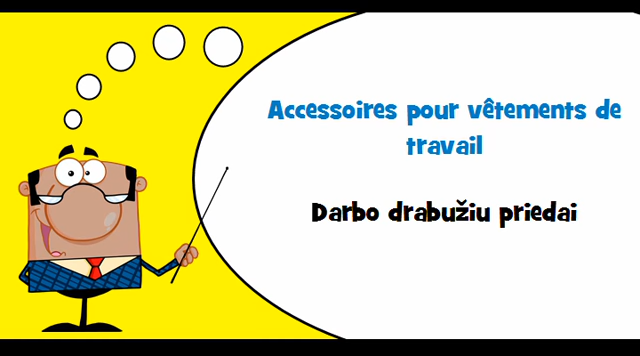 Accessoires pour vêtements de
travail
Darbo drabužiu priedai